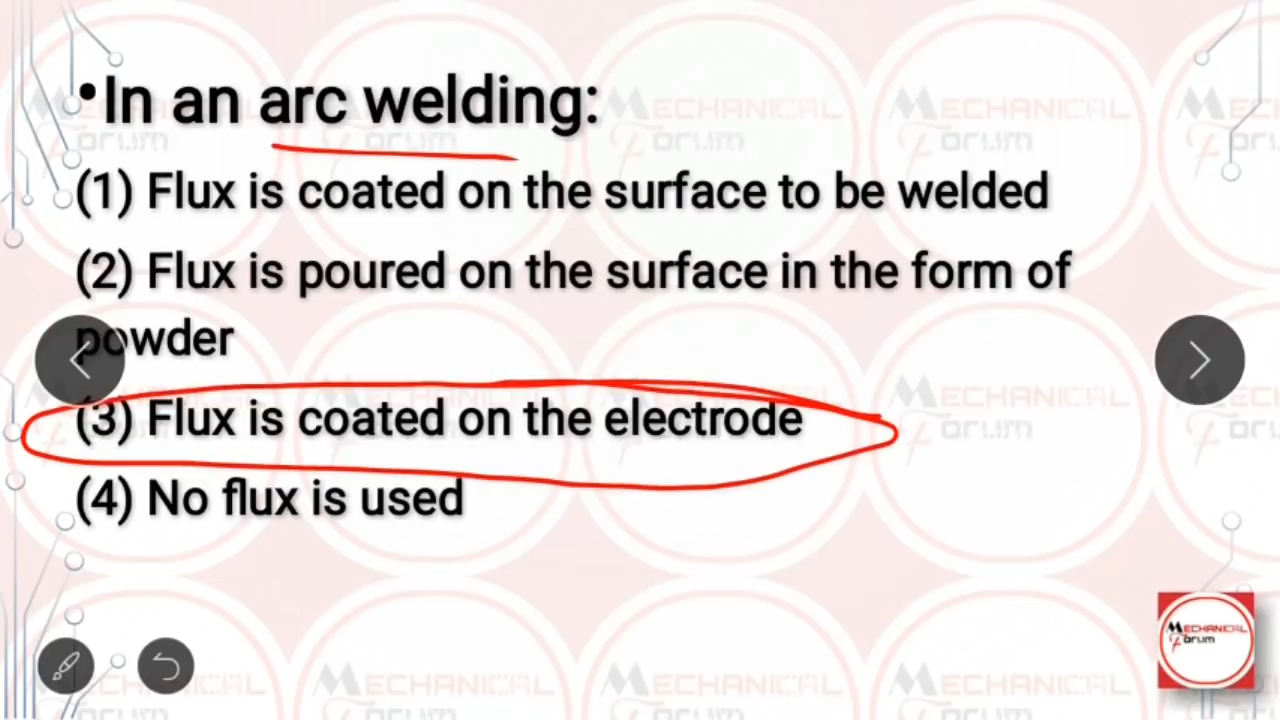 •In an arc welding:
(1) Flux is coated on the surface to be welded
(2) Flux is poured on the surface in the form of
powder
(3) Flux is coated on the electrode
(4) No flux is used
MECHANICAL
Forum